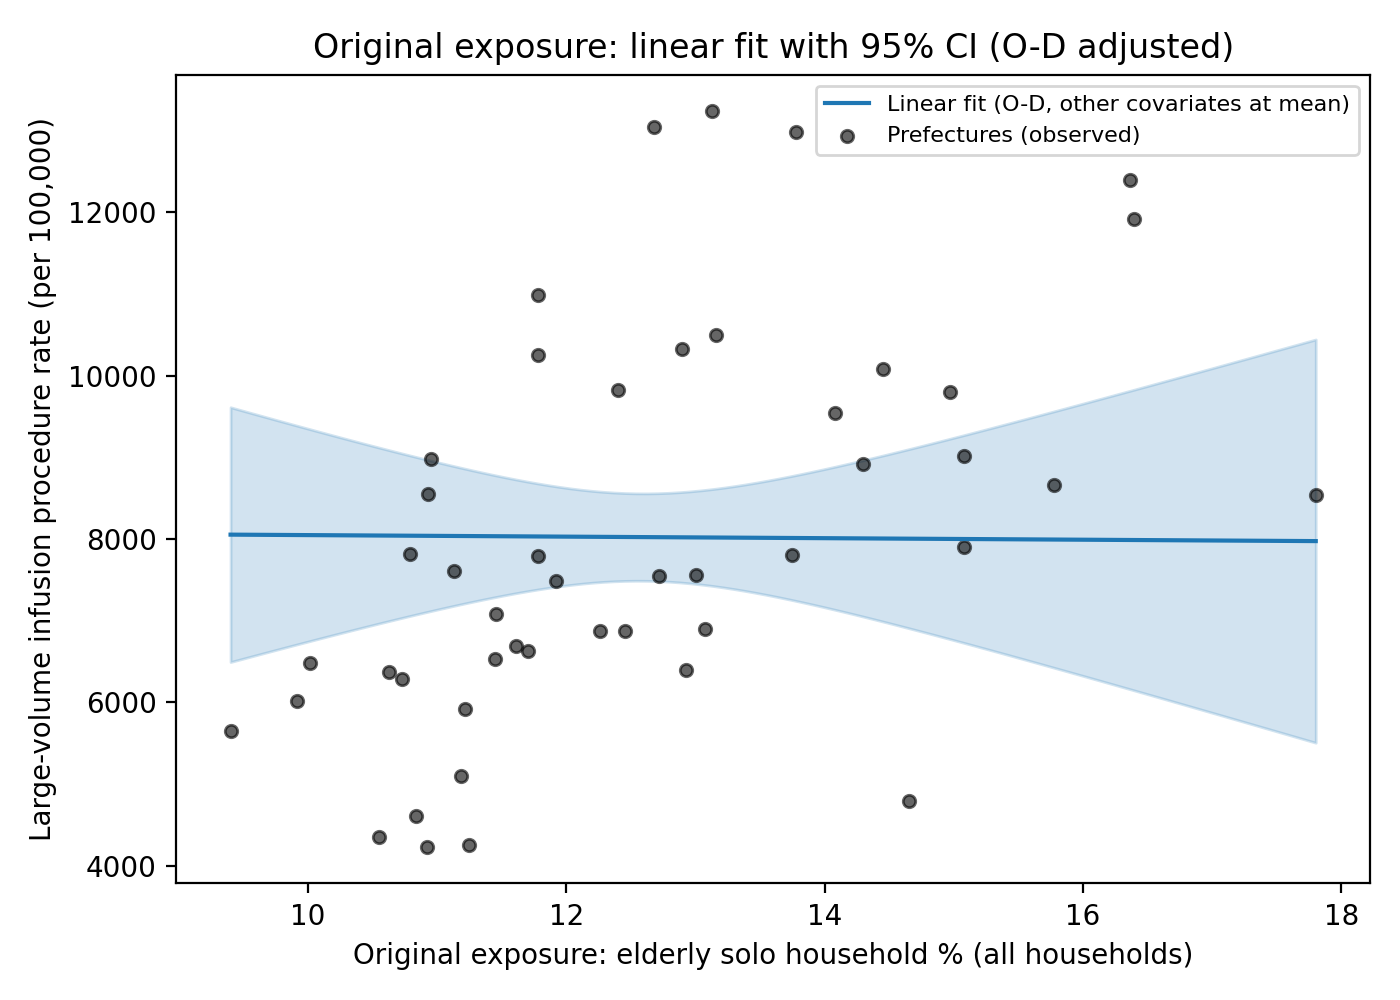 Original exposure: linear fit with 95% CI (O-D adjusted)
Linear fit (O-D, other covariates at mean)
Prefectures (observed)
Large-volume infusion procedure rate (per 100,000)
12000
10000
8000
6000
4000
10 12 14 16 18
Original exposure: elderly solo household % (all households)